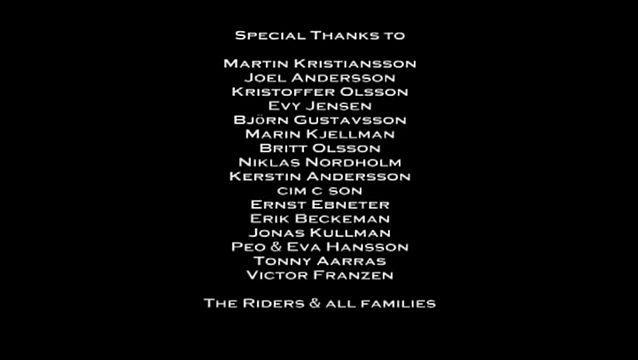 Special Thanks to
Martin Kristiansson
Joel Andersson
Kristoffer Olsson
Evy Jensen
Björn Gustavsson
Marin Kjellman
Britt Olsson
Niklas Nordholm
Kerstin Andersson
cim c son
Ernst Ebneter
Erik Beckeman
Jonas Kullman
Peo & Eva Hansson
Tonny Aarras
Victor Franzen
The Riders & all families